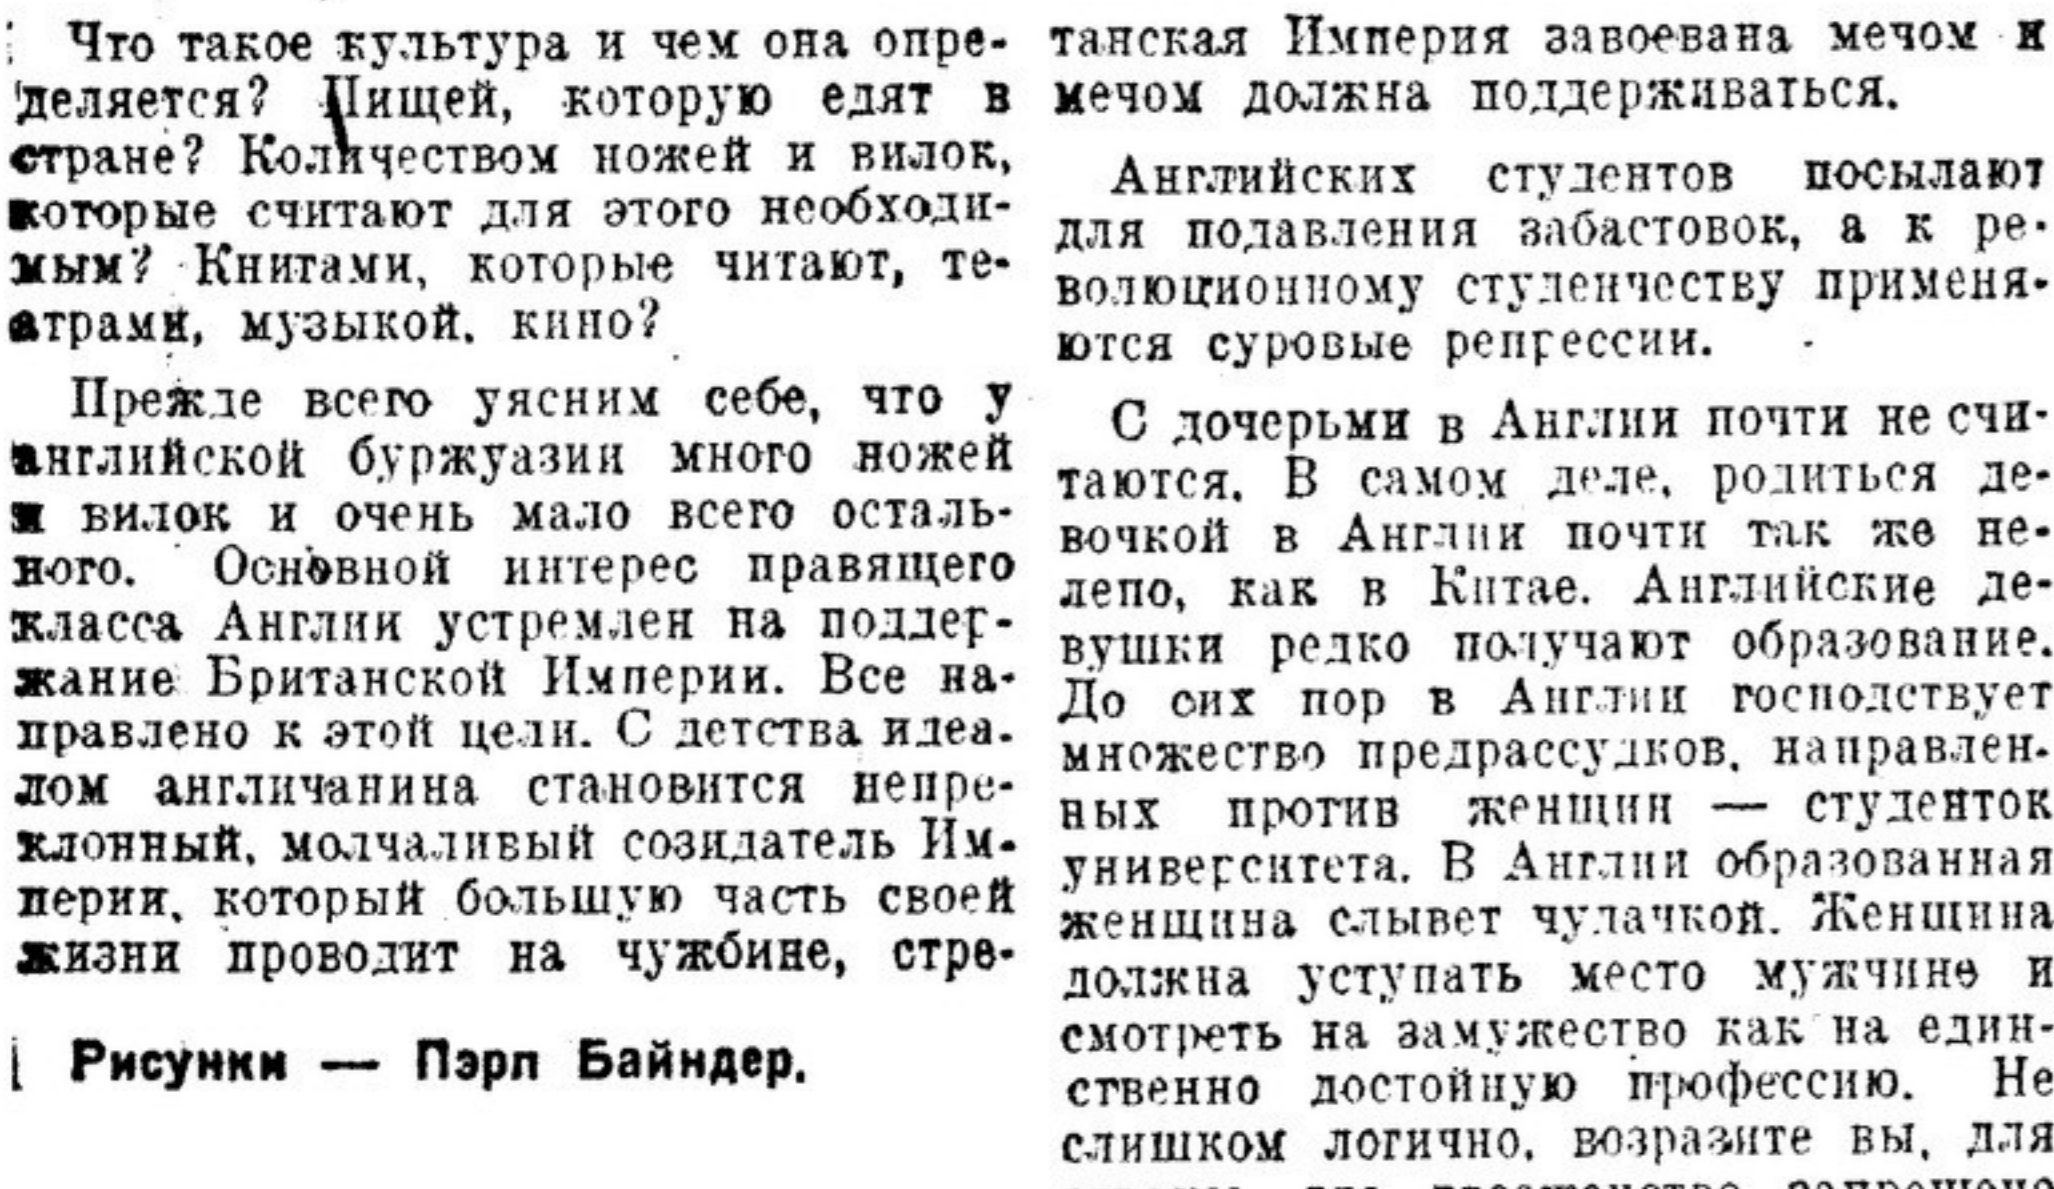 Что такое культура и чем она опре-
деляется? Пищей, которую едят в
стране? Количеством ножей и вилок,
которые считают для этого необходи-
мым? Книгами, которые читают, те-
атрами, музыкой, кино?
Прежде всего уясним себе, что у
английской буржуазии много ножей
и вилок и очень мало всего осталь-
ного. Основной интерес правящего
класса Англии устремлен на поддер-
жание Британской Империи. Все на-
правлено к этой цели. С детства идеа-
лом англичанина становится непре-
клонный, молчаливый созидатель Им-
перии, который большую часть своей
жизни проводит на чужбине, стре-
Рисунки — Пэрл Байндер.
танская Империя завоевана мечом и
мечом должна поддерживаться.
Английских студентов посылают
для подавления забастовок, а к ре-
волюционному студенчеству применя-
ются суровые репрессии.
С дочерьми в Англии почти не счи-
таются. В самом деле, родиться де-
вочкой в Англии почти так же не-
лепо, как в Китае. Английские де-
вушки редко получают образование.
До сих пор в Англии господствует
множество предрассудков, направлен-
ных против женщин — студенток
университета. В Англии образованная
женщина слывет чудачкой. Женщина
должна уступать место мужчине и
смотреть на замужество как на един-
ственно достойную профессию. Не
слишком логично, возразите вы, для